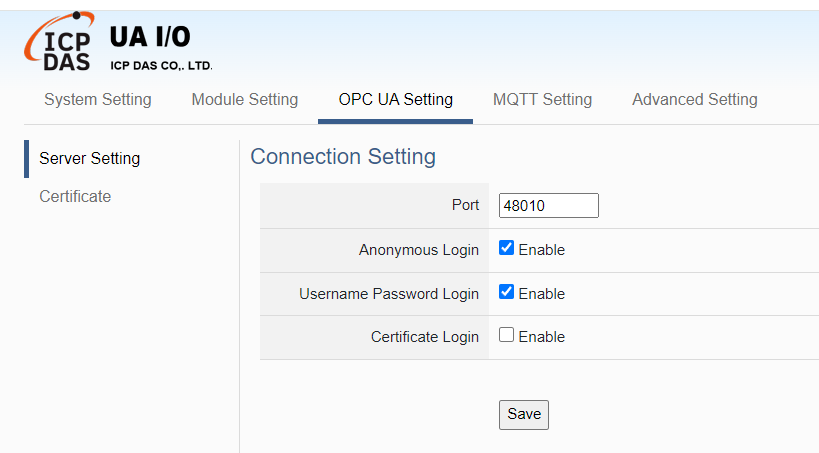 ICP DAS
UA I/O
ICP DAS CO,. LTD.
System Setting Module Setting OPC UA Setting MQTT Setting Advanced Setting
Server Setting
Certificate
Connection Setting
Port 48010
Anonymous Login Enable
Username Password Login Enable
Certificate Login Enable
Save